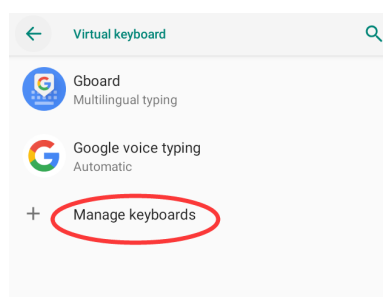 Virtual keyboard
Gboard
Multilingual typing
Google voice typing
Automatic
Manage keyboards